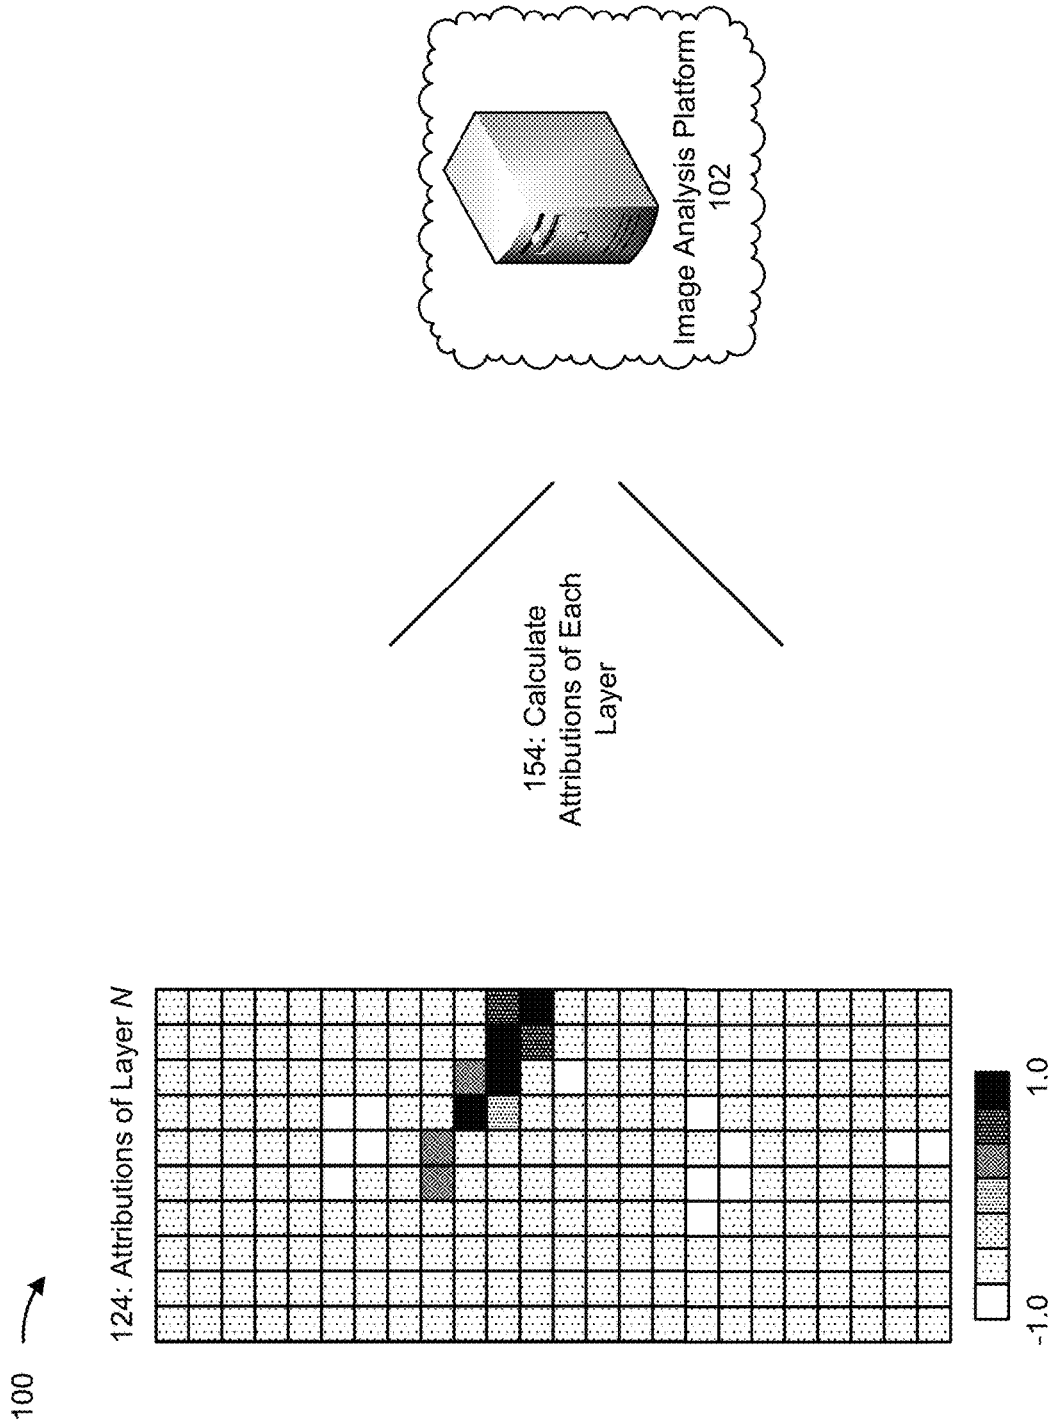 100
124: Attributions of Layer N
-1.0
1.0
154: Calculate
Attributions of Each
Layer
Image Analysis Platform
102